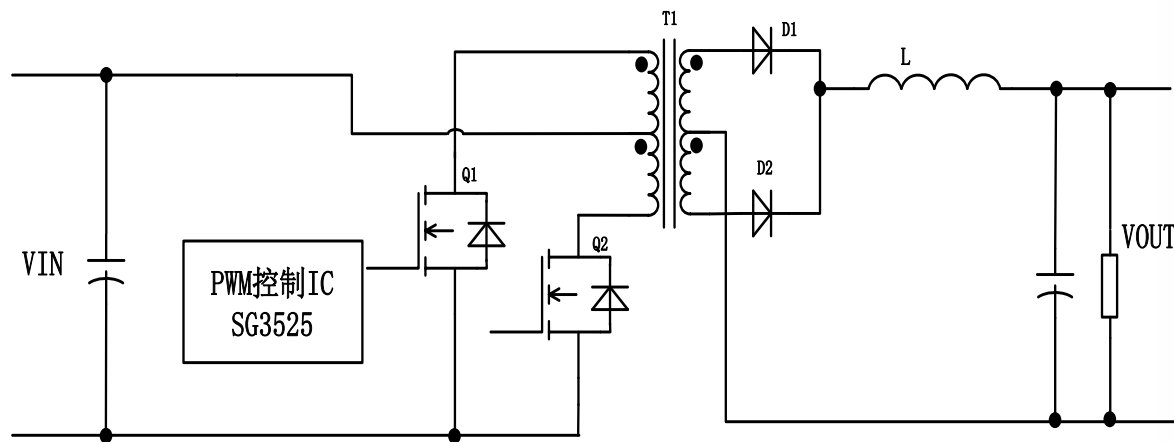 T1
D1
L
Q1
D2
Q2
VIN
VOUT
PWM控制IC
SG3525